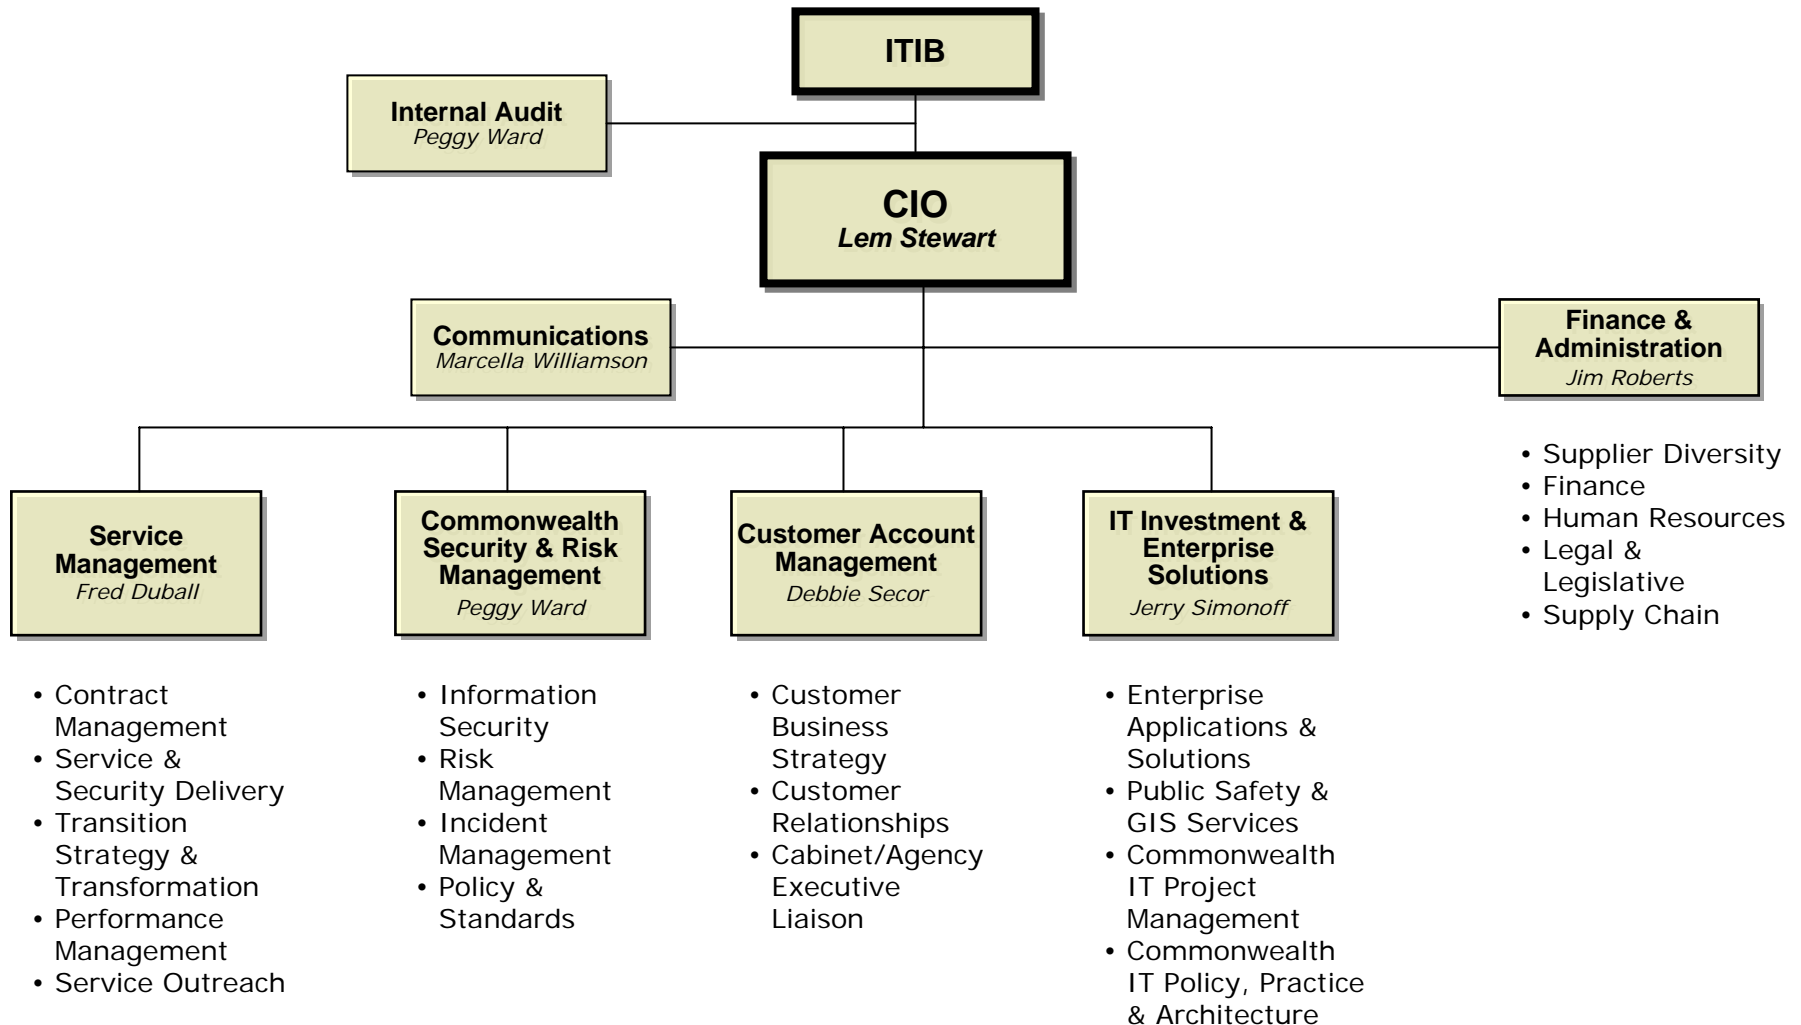 ITIB
Internal Audit
Peggy Ward
CIO
Lem Stewart
Communications
Marcella Williamson
Finance &
Administration
Jim Roberts
• Supplier Diversity
• Finance
• Human Resources
• Legal &
Legislative
• Supply Chain
Service
Management
Fred Duball
• Contract
Management
• Service &
Security Delivery
• Transition
Strategy &
Transformation
• Performance
Management
• Service Outreach
Commonwealth
Security & Risk
Management
Peggy Ward
• Information
Security
• Risk
Management
• Incident
Management
• Policy &
Standards
Customer Account
Management
Debbie Secor
• Customer
Business
Strategy
• Customer
Relationships
• Cabinet/Agency
Executive
Liaison
IT Investment &
Enterprise
Solutions
Jerry Simonoff
• Enterprise
Applications &
Solutions
• Public Safety &
GIS Services
• Commonwealth
IT Project
Management
• Commonwealth
IT Policy, Practice
& Architecture